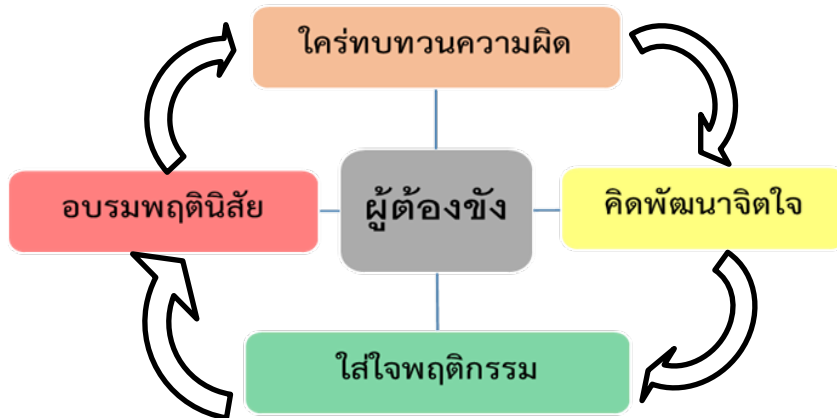 ใคร่ทบทวนความผิด
อบรมพฤตินิสัย
ผู้ต้องขัง
คิดพัฒนาจิตใจ
ใส่ใจพฤติกรรม